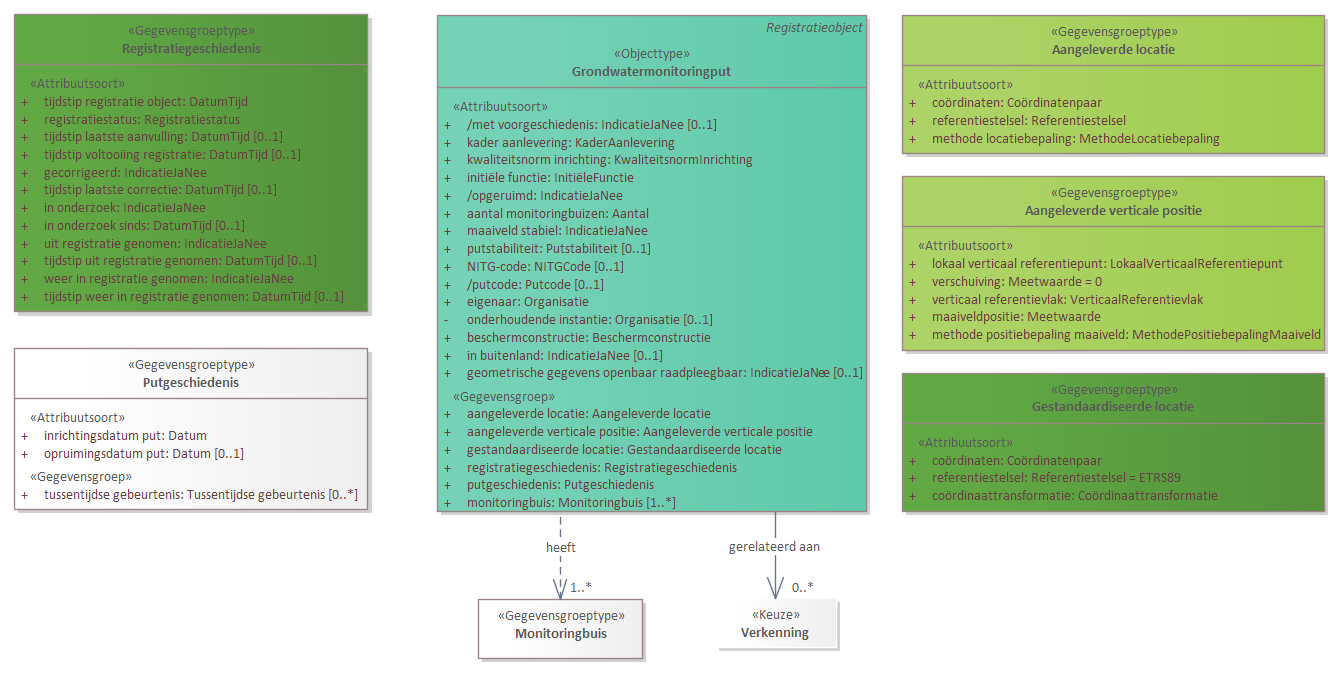 «Gegevensgroeptype»
Registratiegeschiedenis
«Attribuutsoort»
+ tijdstip registratie object: DatumTijd
+ registratiestatus: Registratiestatus
+ tijdstip laatste aanvulling: DatumTijd [0..1]
+ tijdstip voltooiing registratie: DatumTijd [0..1]
+ gecorrigeerd: IndicatieJaNee
+ tijdstip laatste correctie: DatumTijd [0..1]
+ in onderzoek: IndicatieJaNee
+ in onderzoek sinds: DatumTijd [0..1]
+ uit registratie genomen: IndicatieJaNee
+ tijdstip uit registratie genomen: DatumTijd [0..1]
+ weer in registratie genomen: IndicatieJaNee
+ tijdstip weer in registratie genomen: DatumTijd [0..1]
«Gegevensgroeptype»
Putgeschiedenis
«Attribuutsoort»
+ inrichtingsdatum put: Datum
+ opruimingsdatum put: Datum [0..1]
«Gegevensgroep»
+ tussentijdse gebeurtenis: Tussentijdse gebeurtenis [0..*]
Registratieobject
«Objecttype»
Grondwatermonitoringput
«Attribuutsoort»
+ /met voorgeschiedenis: IndicatieJaNee [0..1]
+ kader aanlevering: KaderAanlevering
+ kwaliteitsnorm inrichting: KwaliteitsnormInrichting
+ initiële functie: InitiëleFunctie
+ /opgeruimd: IndicatieJaNee
+ aantal monitoringbuizen: Aantal
+ maaiveld stabiel: IndicatieJaNee
+ putstabiliteit: Putstabiliteit [0..1]
+ NITG-code: NITGCode [0..1]
+ /putcode: Putcode [0..1]
+ eigenaar: Organisatie
- onderhoudende instantie: Organisatie [0..1]
+ beschermconstructie: Beschermconstructie
+ in buitenland: IndicatieJaNee [0..1]
+ geometrische gegevens openbaar raadpleegbaar: IndicatieJaNee [0..1]
«Gegevensgroep»
+ aangeleverde locatie: Aangeleverde locatie
+ aangeleverde verticale positie: Aangeleverde verticale positie
+ gestandaardiseerde locatie: Gestandaardiseerde locatie
+ registratiegeschiedenis: Registratiegeschiedenis
+ putgeschiedenis: Putgeschiedenis
+ monitoringbuis: Monitoringbuis [1..*]
heeft
1..*
gerelateerd aan
0..*
«Gegevensgroeptype»
Monitoringbuis
«Keuze»
Verkenning
«Gegevensgroeptype»
Aangeleverde locatie
«Attribuutsoort»
+ coördinaten: Coördinatenpaar
+ referentiestelsel: Referentiestelsel
+ methode locatiebepaling: MethodeLocatiebepaling
«Gegevensgroeptype»
Aangeleverde verticale positie
«Attribuutsoort»
+ lokaal verticaal referentiepunt: LokaalVerticaalReferentiepunt
+ verschuiving: Meetwaarde = 0
+ verticaal referentievlak: VerticaalReferentievlak
+ maaiveldpositie: Meetwaarde
+ methode positiebepaling maaiveld: MethodePositiebepalingMaaiveld
«Gegevensgroeptype»
Gestandaardiseerde locatie
«Attribuutsoort»
+ coördinaten: Coördinatenpaar
+ referentiestelsel: Referentiestelsel = ETRS89
+ coördinaattransformatie: Coördinaattransformatie